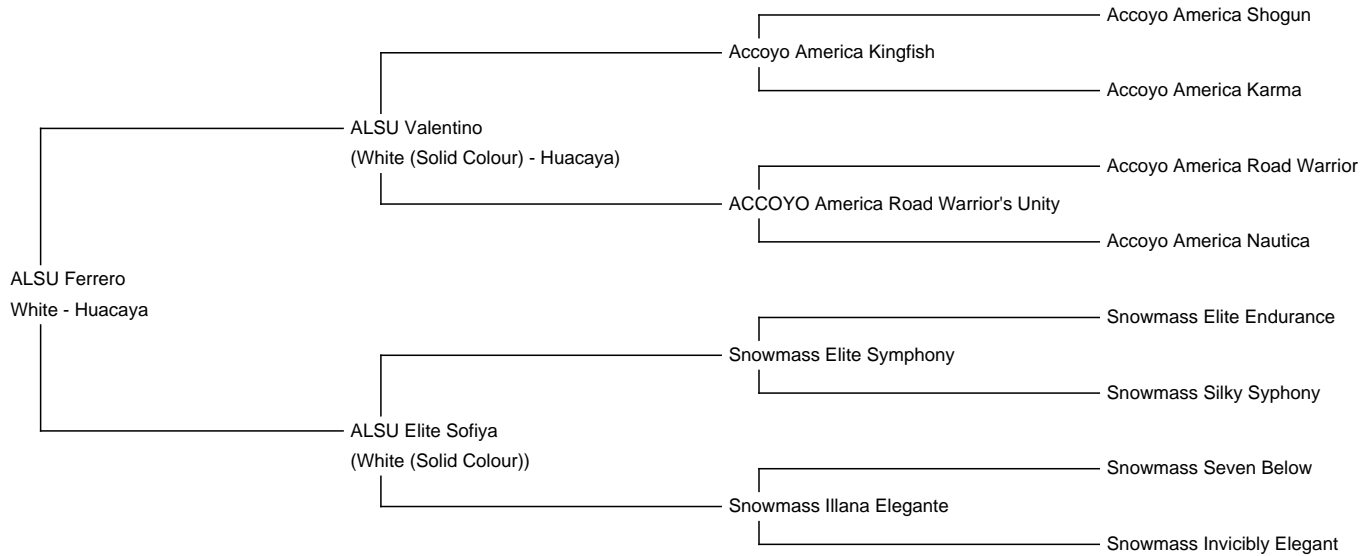 Accoyo America Shogun
Accoyo America Kingfish
Accoyo America Karma
ALSU Valentino
(White (Solid Colour) - Huacaya)
Accoyo America Road Warrior
ACCOYO America Road Warrior's Unity
Accoyo America Nautica
ALSU Ferrero
White - Huacaya
Snowmass Elite Endurance
Snowmass Elite Symphony
Snowmass Silky Syphony
ALSU Elite Sofiya
(White (Solid Colour))
Snowmass Seven Below
Snowmass Illana Elegante
Snowmass Invicibly Elegant